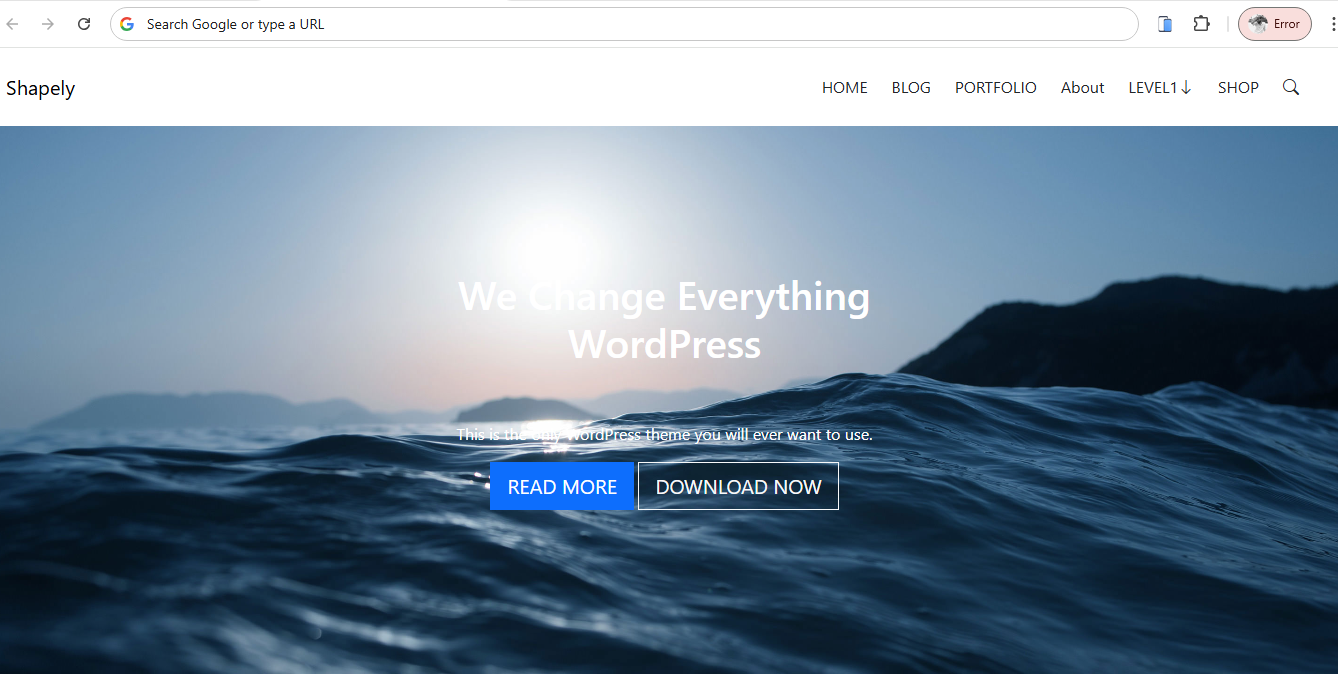 Search Google or type a URL
Error
Shapely
HOME BLOG PORTFOLIO About LEVEL1↓ SHOP
We Change Everything
WordPress
This is the only WordPress theme you will ever want to use.
READ MORE DOWNLOAD NOW